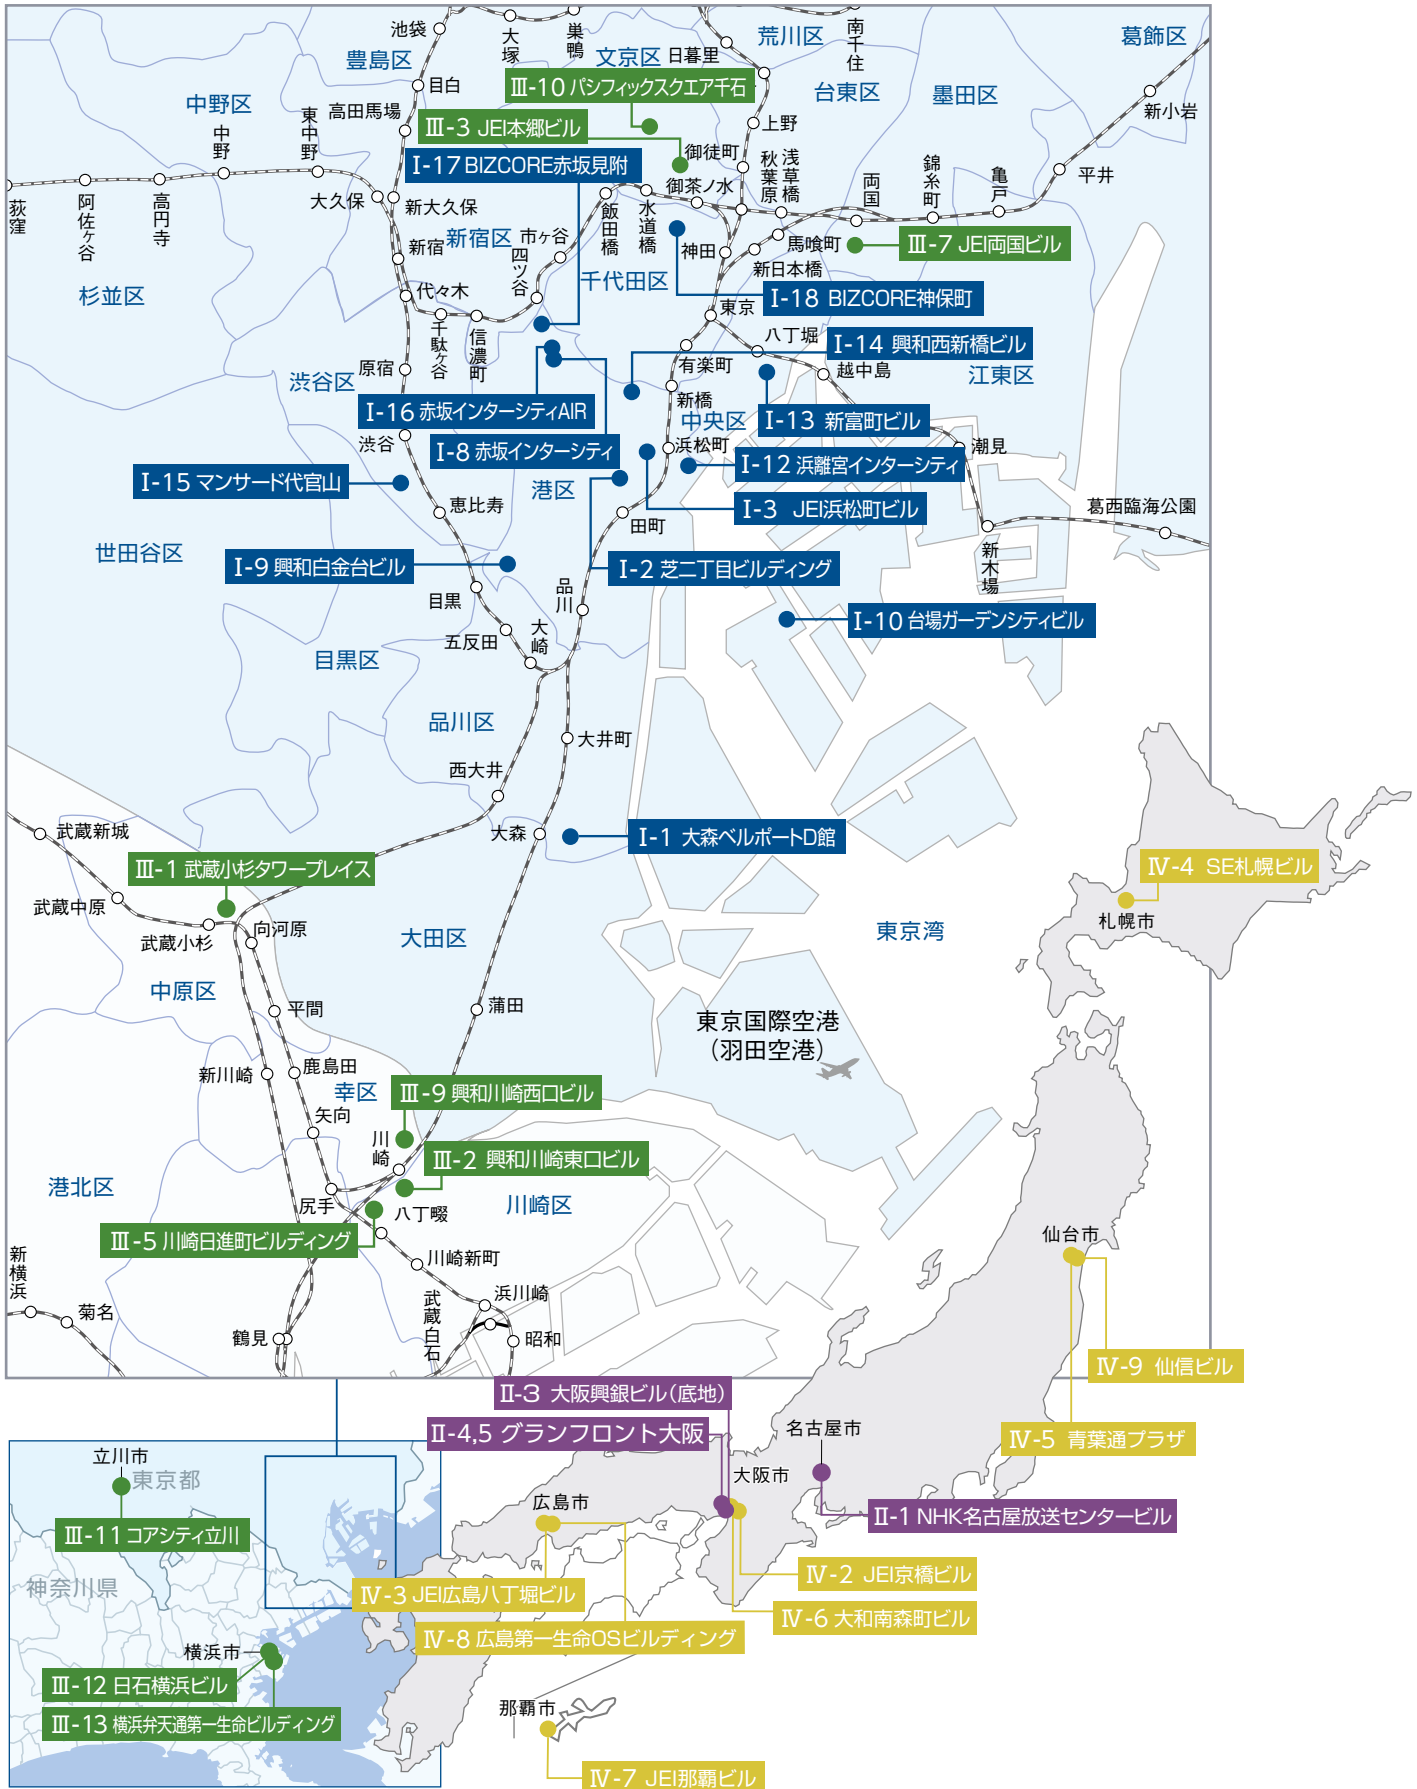 池袋
大塚
巣鴨
文京区
日暮里
荒川区
南千住
葛飾区
豊島区
目白
Ⅲ-10 パシフィックスクエア千石
台東区
墨田区
新小岩
中野区
中野
東中野
高田馬場
Ⅲ-3 JEI本郷ビル
上野
御徒町
Ⅰ-17 BIZCORE赤坂見附
秋葉原
浅草橋
両国
錦糸町
亀戸
平井
荻窪
阿佐ヶ谷
高円寺
大久保
新大久保
御茶ノ水
飯田橋
水道橋
新宿区
市ヶ谷
四ツ谷
新宿
神田
馬喰町
Ⅲ-7 JEI両国ビル
新日本橋
千代田区
杉並区
代々木
千駄ヶ谷
信濃町
東京
Ⅰ-18 BIZCORE神保町
八丁堀
Ⅰ-14 興和西新橋ビル
有楽町
越中島
江東区
渋谷区
原宿
新橋
Ⅰ-16 赤坂インターシティAIR
中央区
Ⅰ-13 新富町ビル
渋谷
Ⅰ-8 赤坂インターシティ
浜松町
潮見
Ⅰ-12 浜離宮インターシティ
Ⅰ-15 マンサード代官山
港区
恵比寿
田町
Ⅰ-3 JEI浜松町ビル
葛西臨海公園
世田谷区
Ⅰ-9 興和白金台ビル
Ⅰ-2 芝二丁目ビルディング
新木場
目黒
品川
五反田
大崎
Ⅰ-10 台場ガーデンシティビル
目黒区
品川区
大井町
西大井
武蔵新城
大森
Ⅰ-1 大森ベルポートD館
Ⅲ-1 武蔵小杉タワープレイス
Ⅳ-4 SE札幌ビル
武蔵中原
札幌市
武蔵小杉
向河原
大田区
東京湾
中原区
平間
蒲田
東京国際空港
（羽田空港）
新川崎
鹿島田
幸区
Ⅲ-9 興和川崎西口ビル
矢向
川崎
Ⅲ-2 興和川崎東口ビル
港北区
尻手
八丁畷
川崎区
Ⅲ-5 川崎日進町ビルディング
仙台市
新横浜
川崎新町
菊名
武蔵白石
浜川崎
鶴見
昭和
Ⅳ-9 仙信ビル
Ⅱ-3 大阪興銀ビル（底地）
Ⅱ-4,5 グランフロント大阪
名古屋市
Ⅳ-5 青葉通プラザ
立川市
東京都
大阪市
広島市
Ⅱ-1 NHK名古屋放送センタービル
Ⅲ-11 コアシティ立川
神奈川県
Ⅳ-2 JEI京橋ビル
Ⅳ-3 JEI広島八丁堀ビル
Ⅳ-6 大和南森町ビル
Ⅳ-8 広島第一生命OSビルディング
横浜市
Ⅲ-12 日石横浜ビル
那覇市
Ⅲ-13 横浜弁天通第一生命ビルディング
Ⅳ-7 JEI那覇ビル